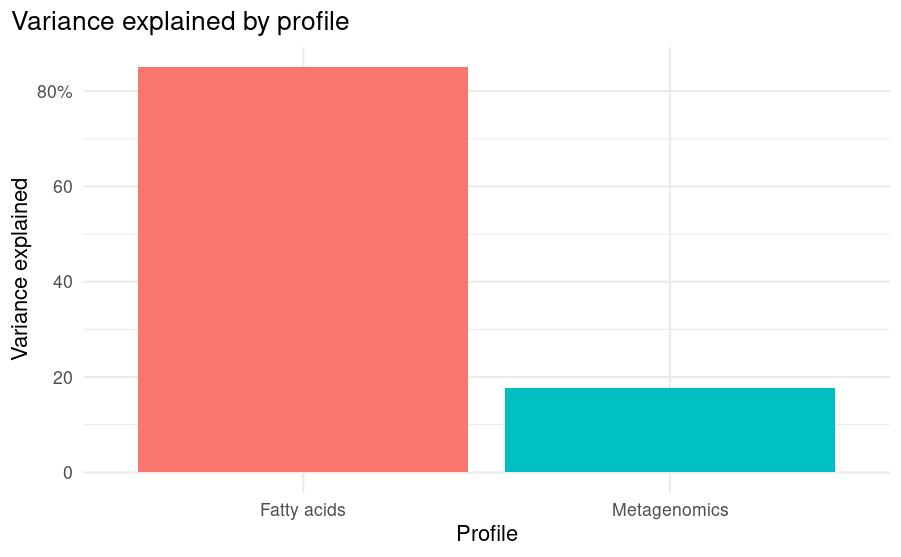 Variance explained by profile
80%
60
40
20
0
Variance explained
Fatty acids
Metagenomics
Profile